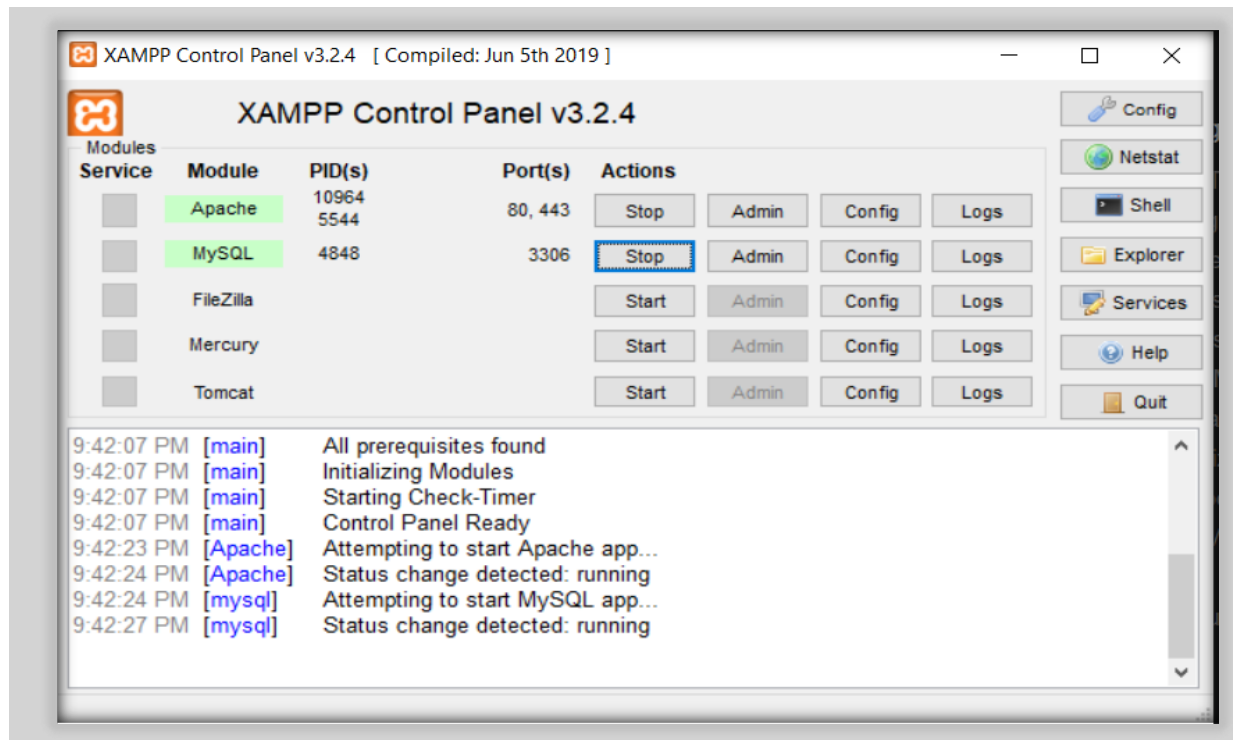 XAMPP Control Panel v3.2.4 [ Compiled: Jun 5th 2019 ]
XAMPP Control Panel v3.2.4
Config
Modules
Service Module PID(s) Port(s) Actions
Netstat
Apache 10964 5544 80, 443 Stop Admin Config Logs
Shell
MySQL 4848 3306 Stop Admin Config Logs
Explorer
FileZilla Start Admin Config Logs
Services
Mercury Start Admin Config Logs
Help
Tomcat Start Admin Config Logs
Quit
9:42:07 PM [main] All prerequisites found
9:42:07 PM [main] Initializing Modules
9:42:07 PM [main] Starting Check-Timer
9:42:07 PM [main] Control Panel Ready
9:42:23 PM [Apache] Attempting to start Apache app...
9:42:24 PM [Apache] Status change detected: running
9:42:24 PM [mysql] Attempting to start MySQL app...
9:42:27 PM [mysql] Status change detected: running